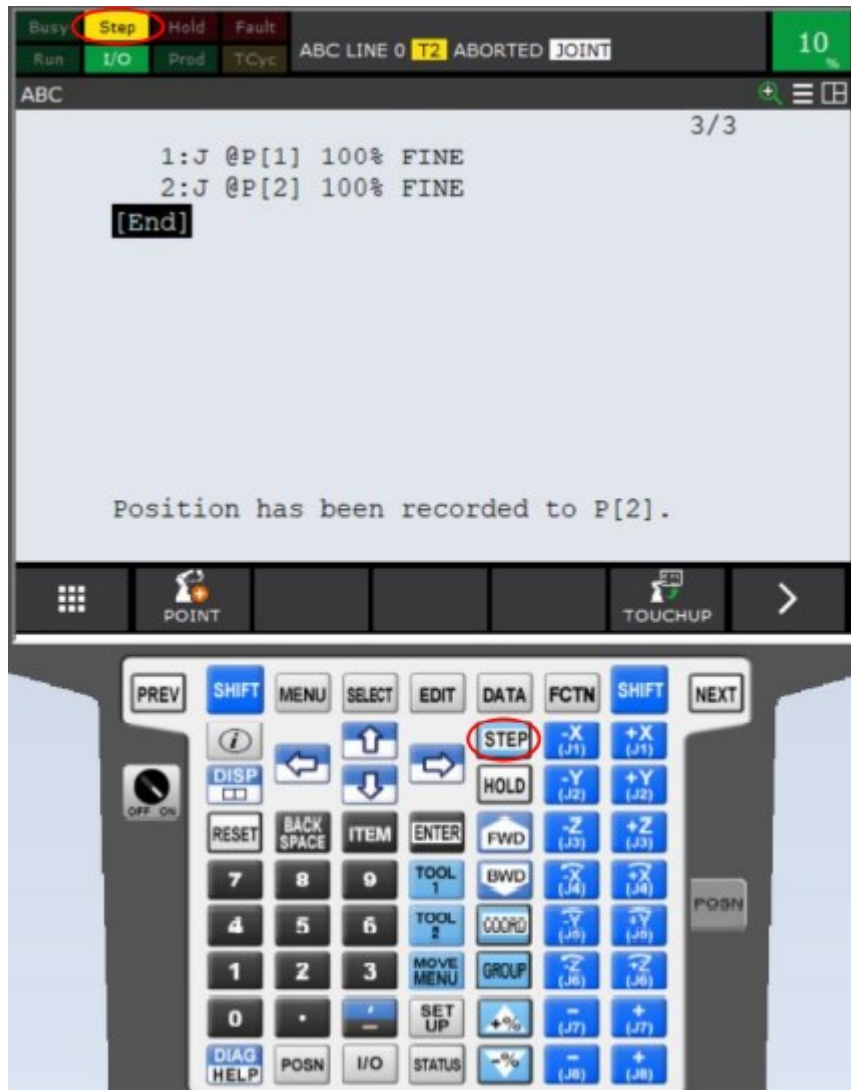 Busy Step Hold Fault
Run I/O Prod TCyc ABC LINE 0 T2 ABORTED JOINT 10 %
ABC
3/3
1:J @P[1] 100% FINE
2:J @P[2] 100% FINE
[End]
Position has been recorded to P[2].
POINT TOUCHUP
PREV SHIFT MENU SELECT EDIT DATA FCTN SHIFT NEXT
i STEP -X (J1) +X (J1)
DISP HOLD -Y (J2) +Y (J2)
OFF ON
RESET BACK SPACE ITEM ENTER FWD -Z (J3) +Z (J3)
7 8 9 TOOL 1 BWD -X (J4) +X (J4)
POSN
4 5 6 TOOL 2 COORD -Y (J5) +Y (J5)
1 2 3 MOVE MENU GROUP -Z (J6) +Z (J6)
0 . , - SET UP +% - (J7) + (J7)
DIAG HELP POSN I/O STATUS -% - (J8) + (J8)